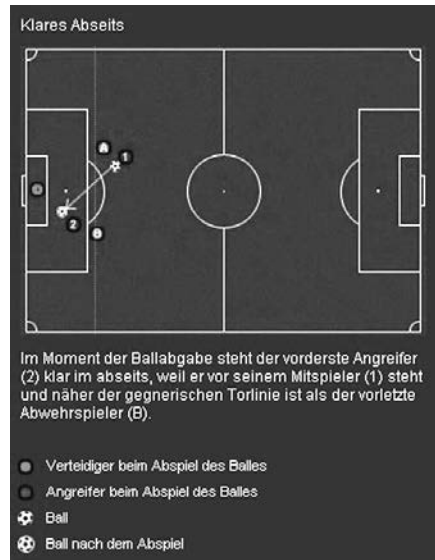 Klares Abseits
A
1
2
B
Im Moment der Ballabgabe steht der vorderste Angreifer
(2) klar im abseits, weil er vor seinem Mitspieler (1) steht
und näher der gegnerischen Torlinie ist als der vorletzte
Abwehrspieler (B).
Verteidiger beim Abspiel des Balles
Angreifer beim Abspiel des Balles
Ball
Ball nach dem Abspiel